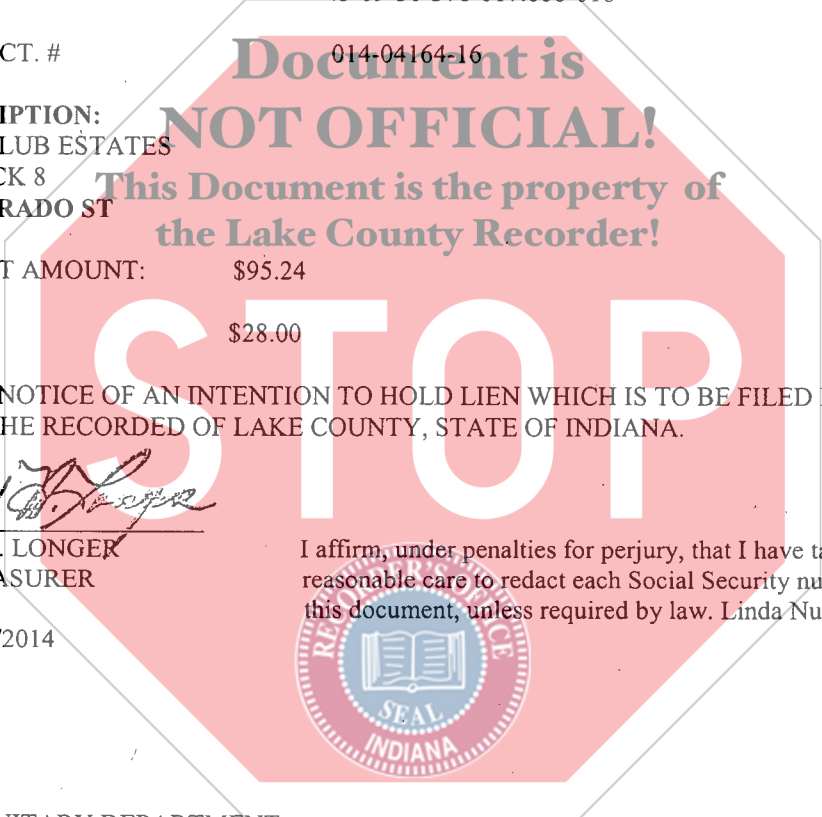 CT. # 014-04164-16
Document is
NOT OFFICIAL!
This Document is the property of
the Lake County Recorder!
IPTION:
LUB ESTATES
CK 8
RADO ST
T AMOUNT: $95.24
$28.00
STOP
NOTICE OF AN INTENTION TO HOLD LIEN WHICH IS TO BE FILED
HE RECORDED OF LAKE COUNTY, STATE OF INDIANA.
. LONGER
ASURER
/2014
I affirm, under penalties for perjury, that I have ta
reasonable care to redact each Social Security nu
this document, unless required by law. Linda Nu
RECORDER'S OFFICE
SEAL
INDIANA
ITARY DEPARTMENT